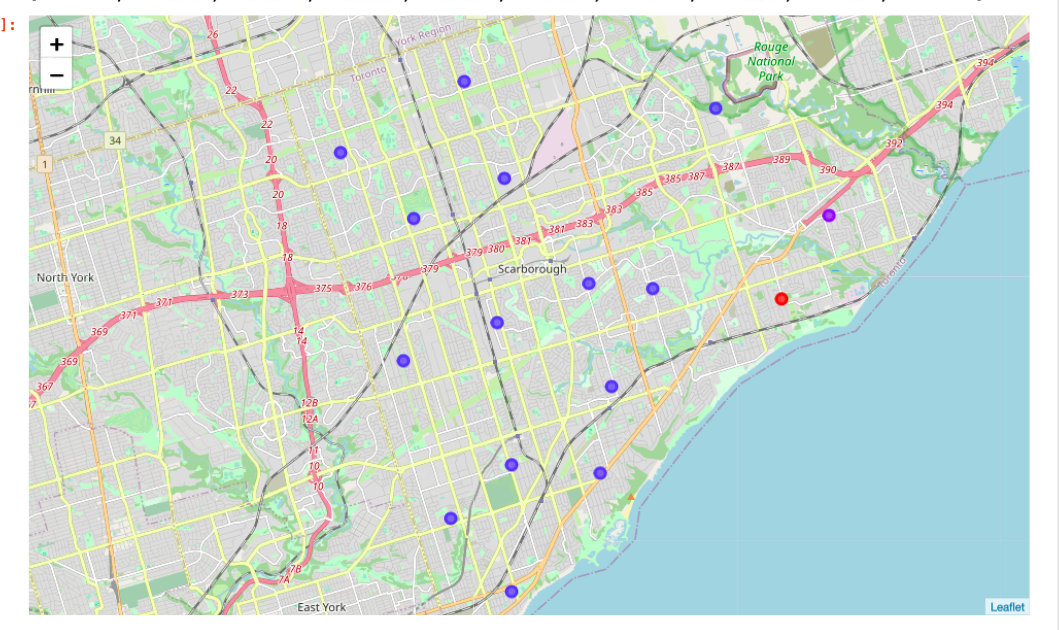 ]:
+
−
26
York Region
Toronto
Rouge
National
Park
394
22
22
34
394
392
1
20
20
389
387
390
385
387
385
383
383
381
381
18
18
380
379
379
376
375
373
371
371
Scarborough
North York
Toronto
369
369
14
14
367
12B
12A
11
10
10
7B
7A
East York
Leaflet